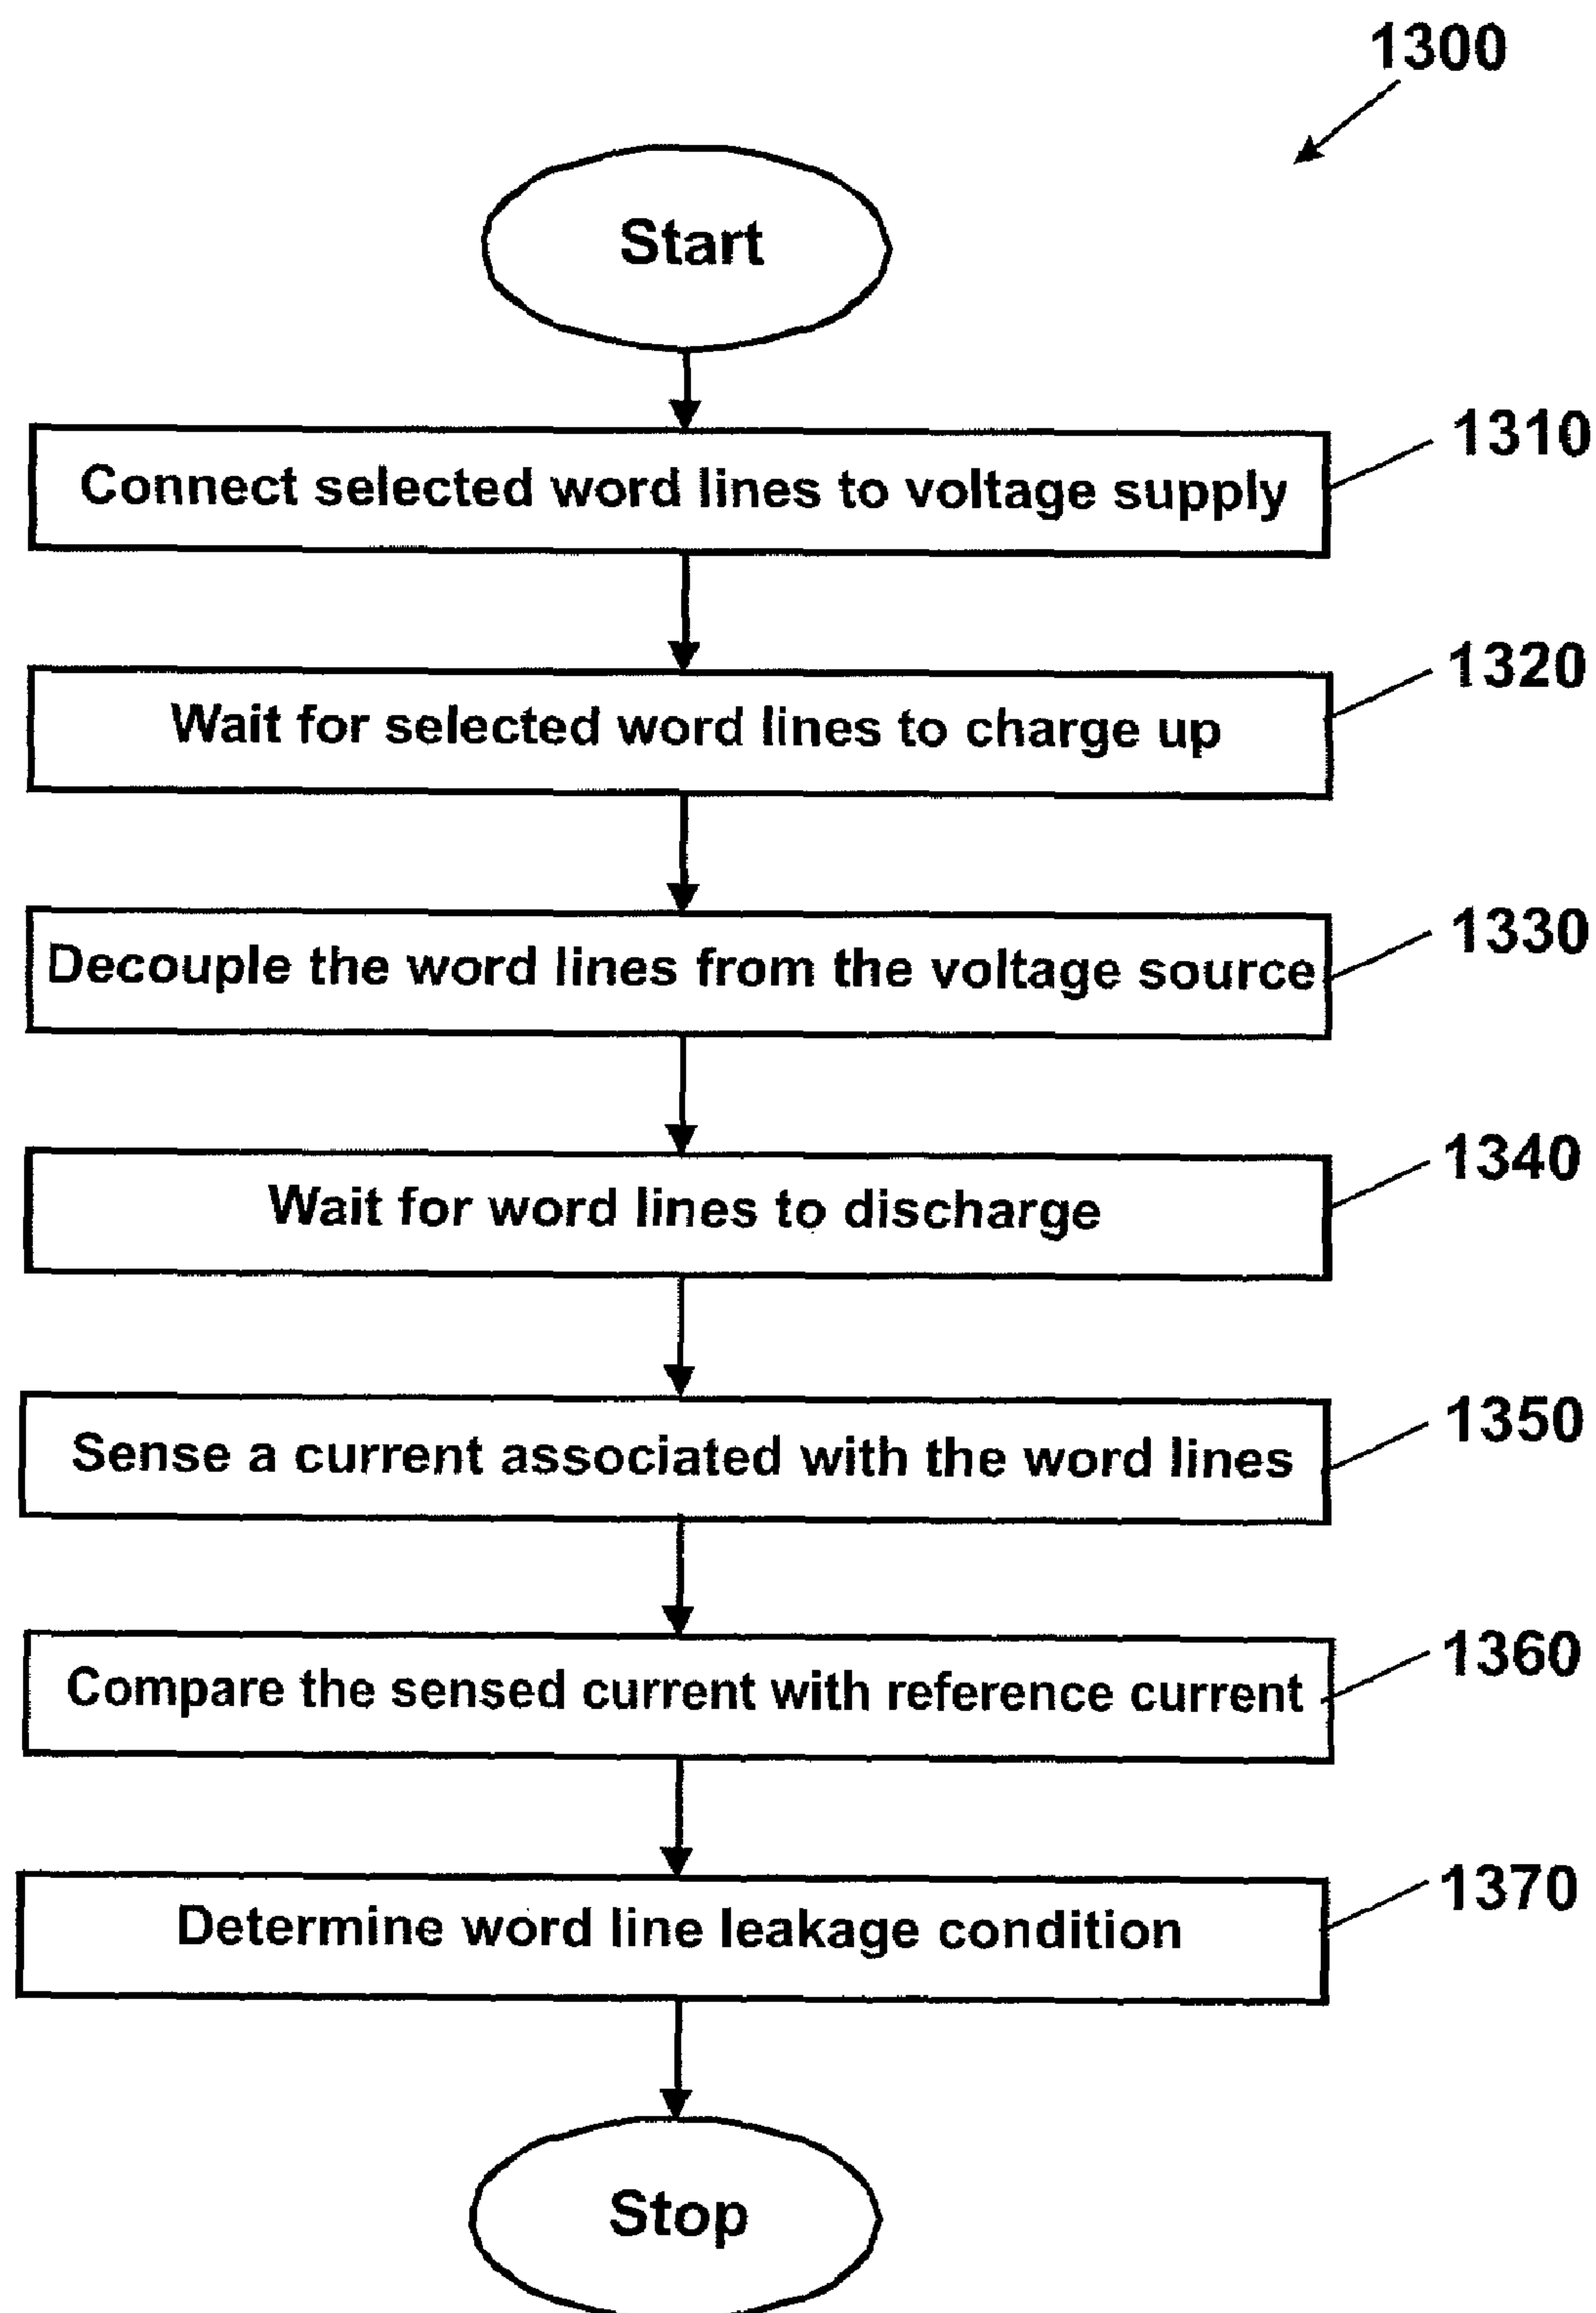 1300
Start
Connect selected word lines to voltage supply
1310
Wait for selected word lines to charge up
1320
Decouple the word lines from the voltage source
1330
Wait for word lines to discharge
1340
Sense a current associated with the word lines
1350
Compare the sensed current with reference current
1360
Determine word line leakage condition
1370
Stop